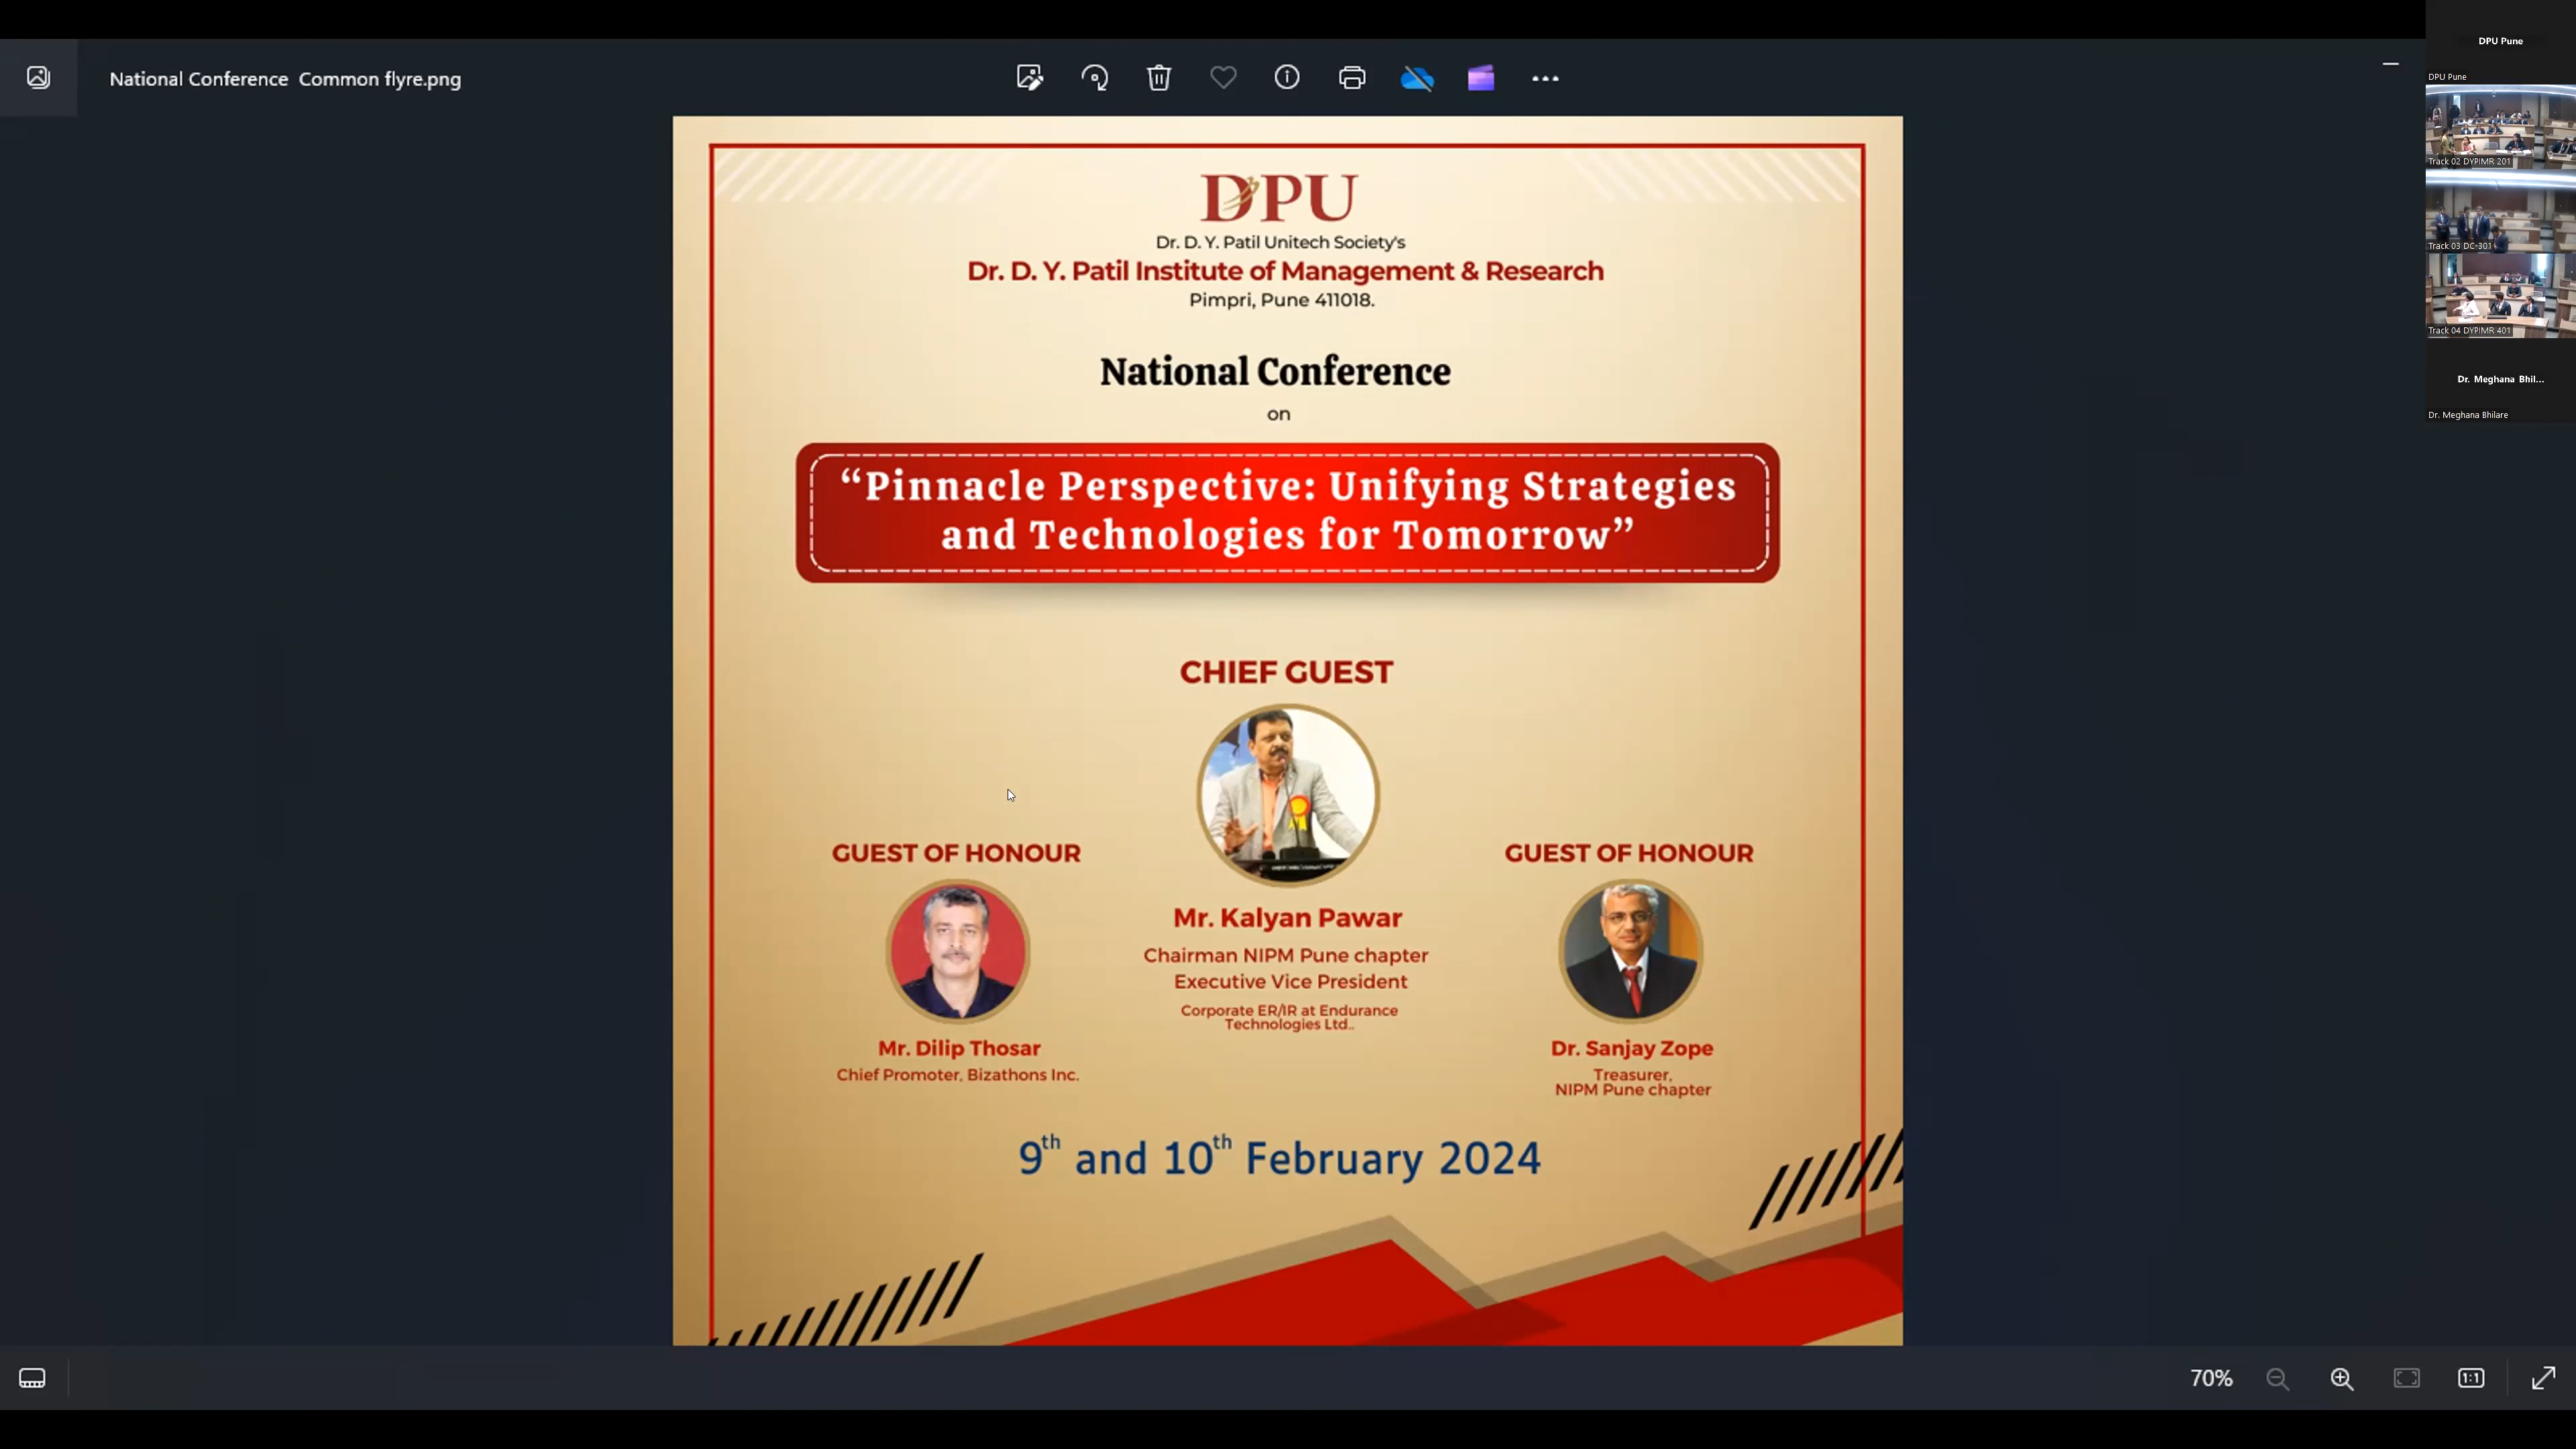 National Conference  Common flyre.png
DPU
Dr. D. Y. Patil Unitech Society's
Dr. D. Y. Patil Institute of Management & Research
Pimpri, Pune 411018.
National Conference
on
“Pinnacle Perspective: Unifying Strategies
and Technologies for Tomorrow”
CHIEF GUEST
Mr. Kalyan Pawar
Chairman NIPM Pune chapter
Executive Vice President
Corporate ER/IR at Endurance
Technologies Ltd..
GUEST OF HONOUR
Mr. Dilip Thosar
Chief Promoter, Bizathons Inc.
GUEST OF HONOUR
Dr. Sanjay Zope
Treasurer,
NIPM Pune chapter
9th and 10th February 2024
70%
1:1
DPU Pune
DPU Pune
Track 02 DYPIMR 201
Track 03 DC-301
Track 04 DYPIMR 401
Dr. Meghana Bhil...
Dr. Meghana Bhilare